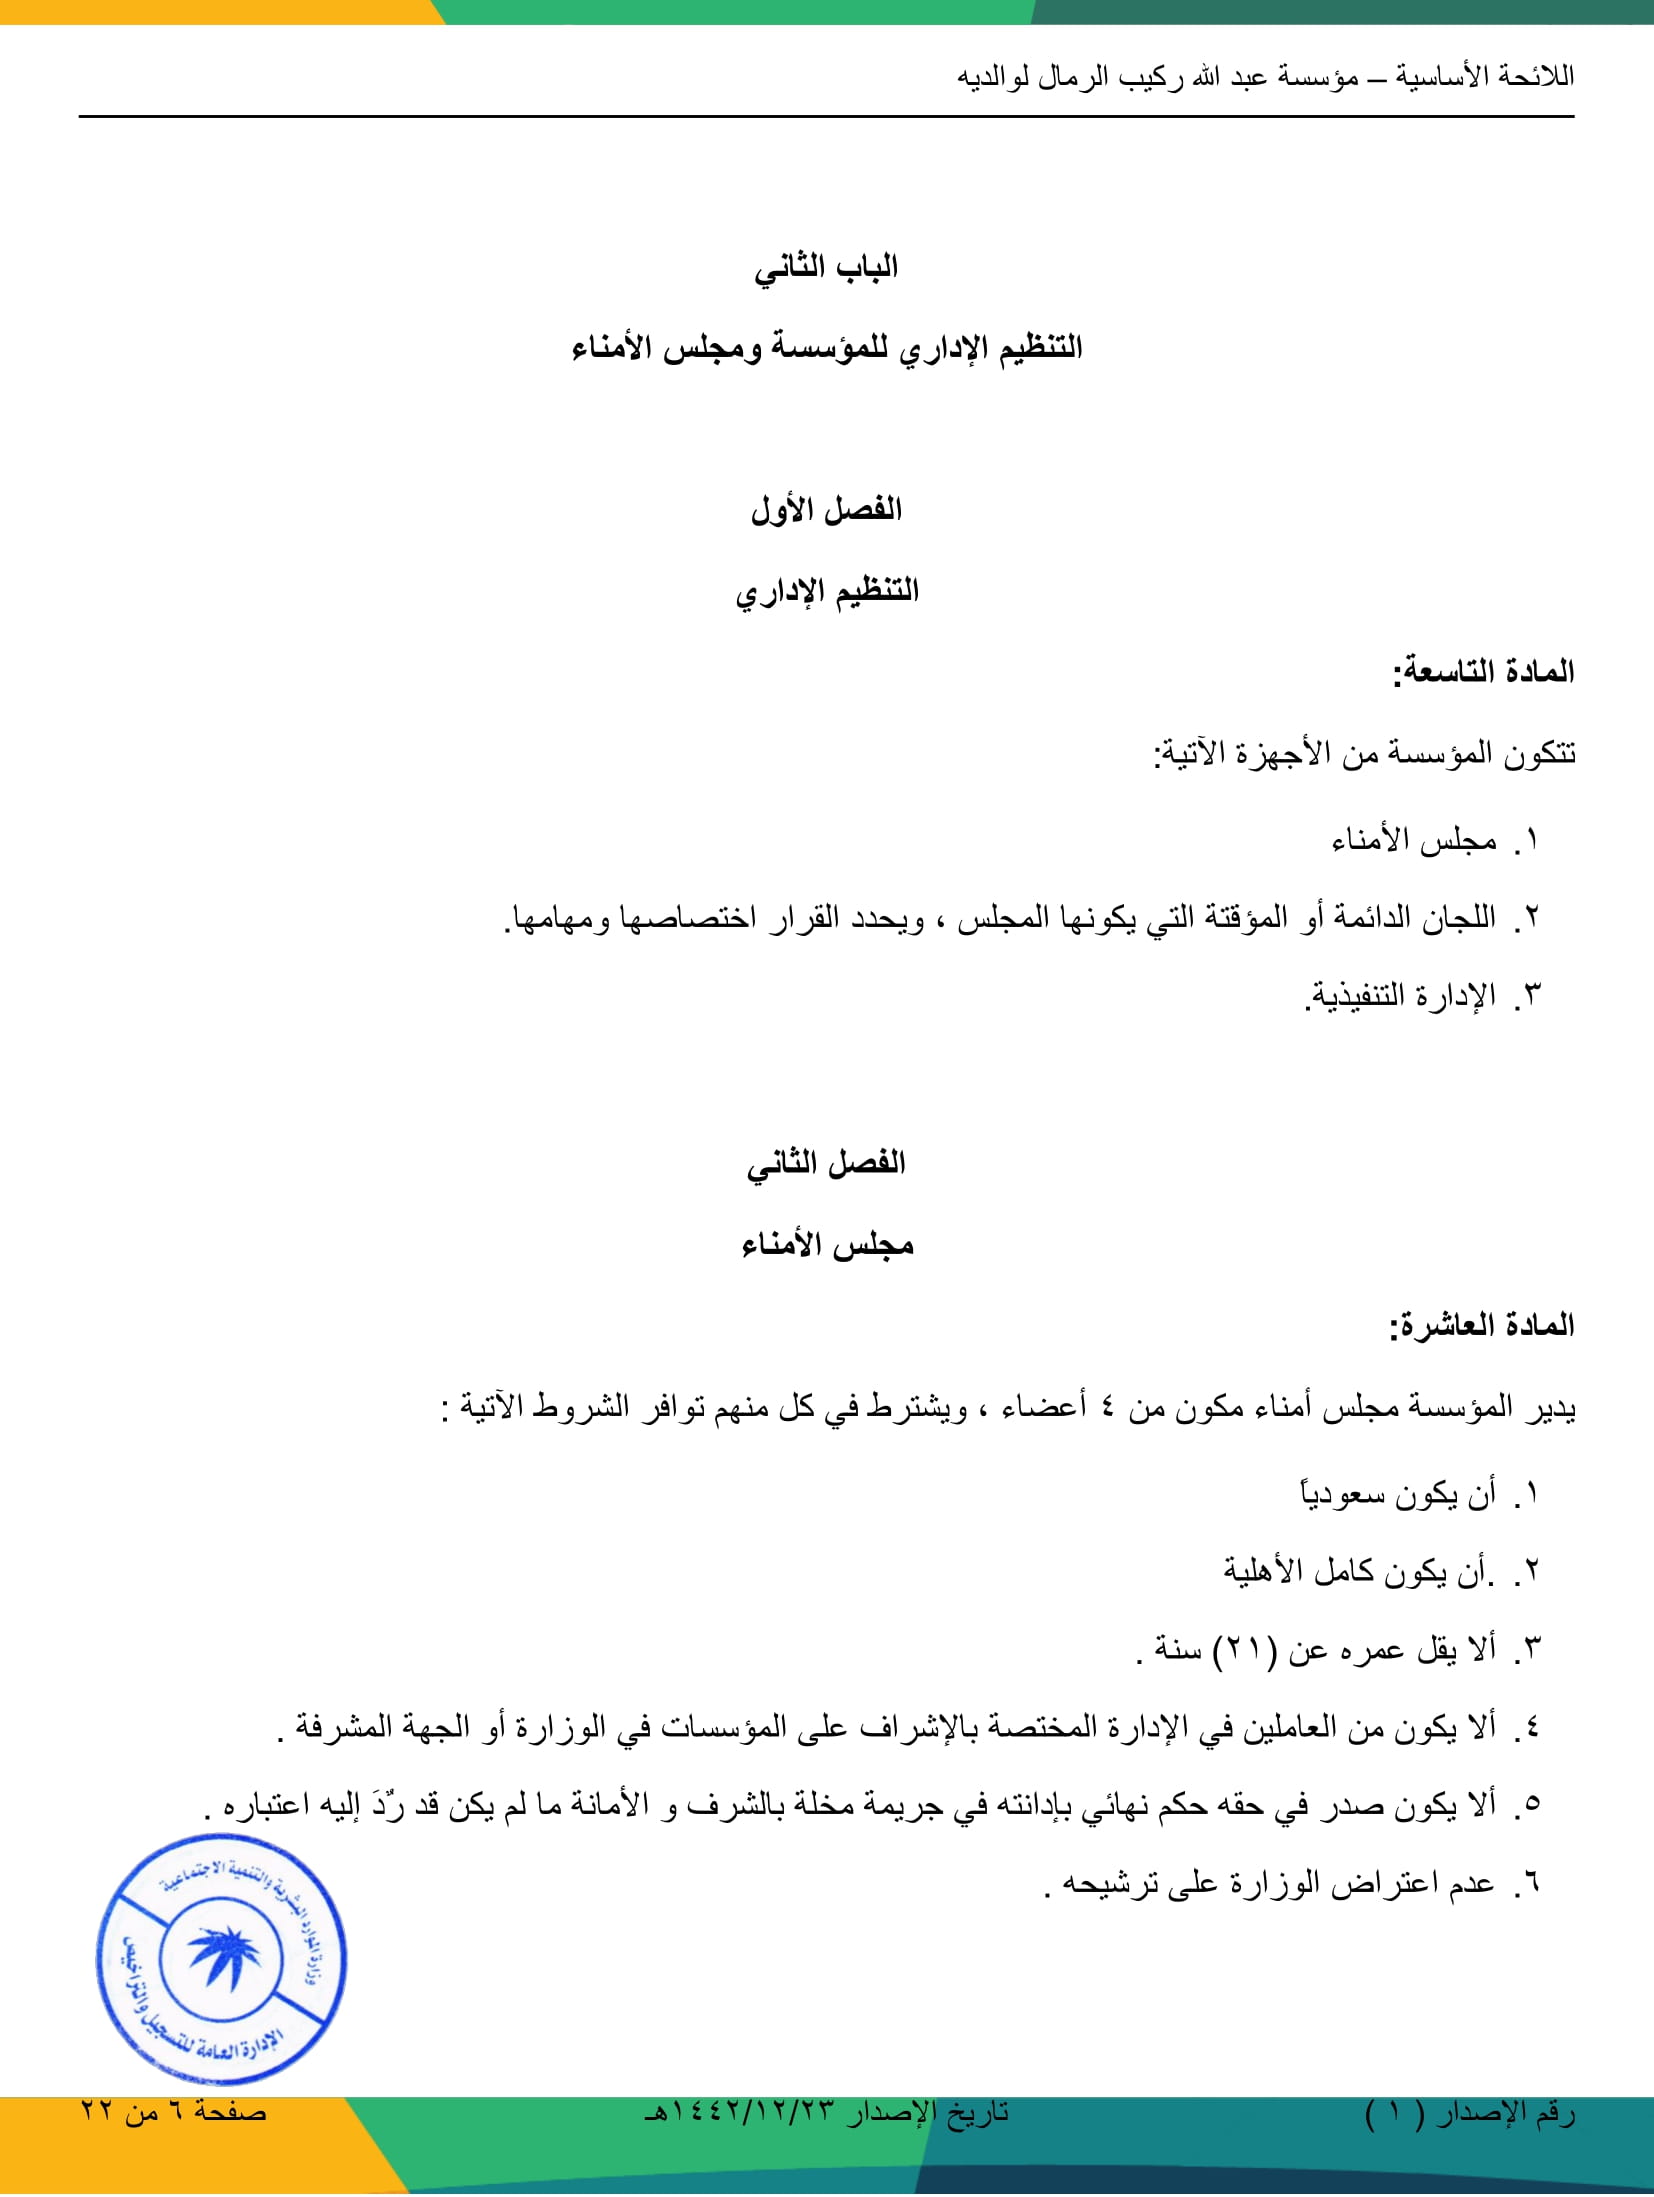 اللائحة الأساسية – مؤسسة عبد الله ركيب الرمال لوالديه
الباب الثاني
التنظيم الإداري للمؤسسة ومجلس الأمناء
الفصل الأول
التنظيم الإداري
المادة التاسعة:
تتكون المؤسسة من الأجهزة الآتية:
١. مجلس الأمناء
٢. اللجان الدائمة أو المؤقتة التي يكونها المجلس ، ويحدد القرار اختصاصها ومهامها.
٣. الإدارة التنفيذية.
الفصل الثاني
مجلس الأمناء
المادة العاشرة:
يدير المؤسسة مجلس أمناء مكون من ٤ أعضاء ، ويشترط في كل منهم توافر الشروط الآتية :
١. أن يكون سعودياً
٢. .أن يكون كامل الأهلية
٣. ألا يقل عمره عن (٢١) سنة .
٤. ألا يكون من العاملين في الإدارة المختصة بالإشراف على المؤسسات في الوزارة أو الجهة المشرفة .
٥. ألا يكون صدر في حقه حكم نهائي بإدانته في جريمة مخلة بالشرف و الأمانة ما لم يكن قد رٌدَ إليه اعتباره .
٦. عدم اعتراض الوزارة على ترشيحه .
وزارة الموارد البشرية والتنمية الاجتماعية
الإدارة العامة للتسجيل والتراخيص
رقم الإصدار ( ١ ) تاريخ الإصدار ١٤٤٢/١٢/٢٣هـ صفحة ٦ من ٢٢